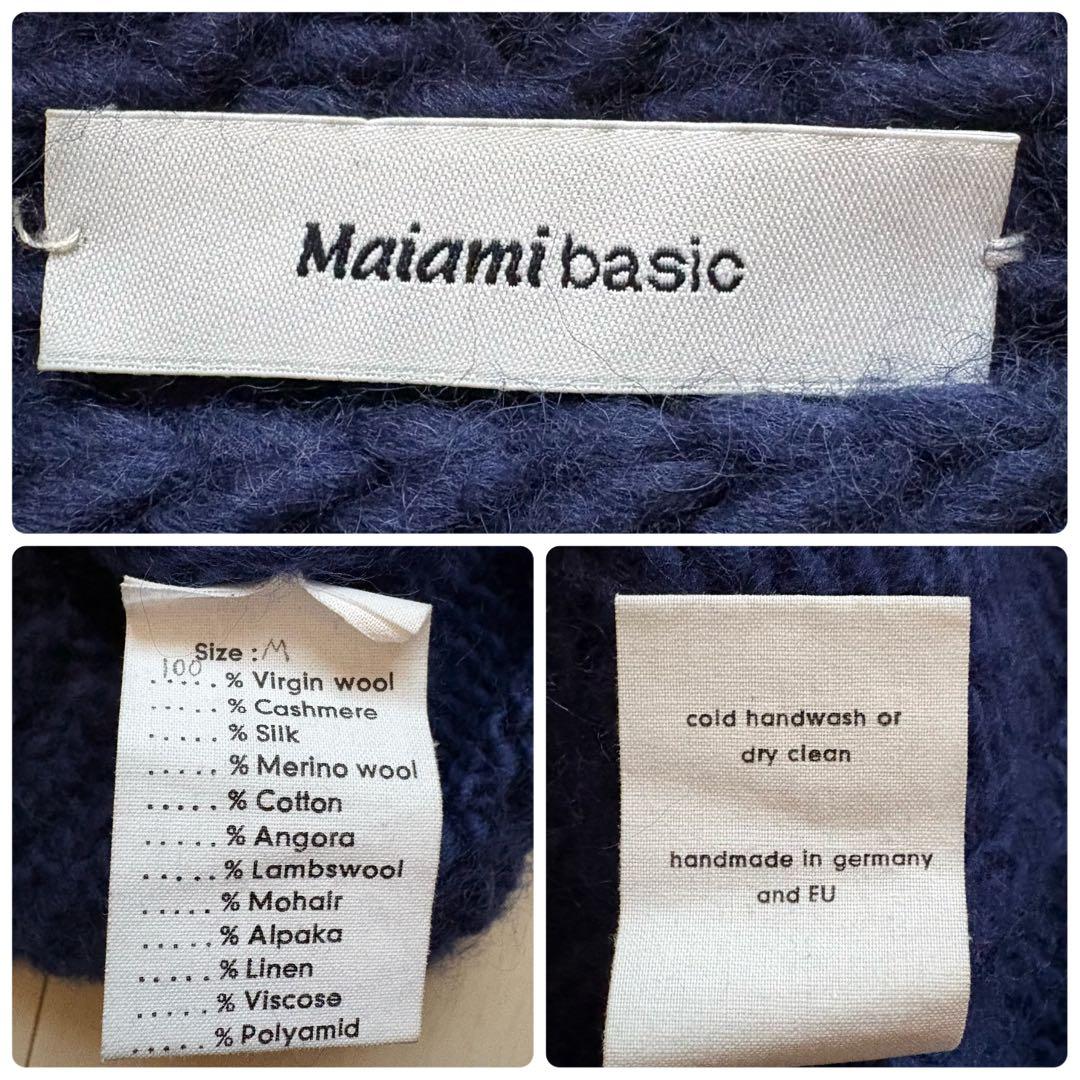 Maiami basic
Size : M
100
..... % Virgin wool
..... % Cashmere
..... % Silk
..... % Merino wool
..... % Cotton
..... % Angora
..... % Lambswool
..... % Mohair
..... % Alpaka
..... % Linen
..... % Viscose
..... % Polyamid
cold handwash or
dry clean
handmade in germany
and EU